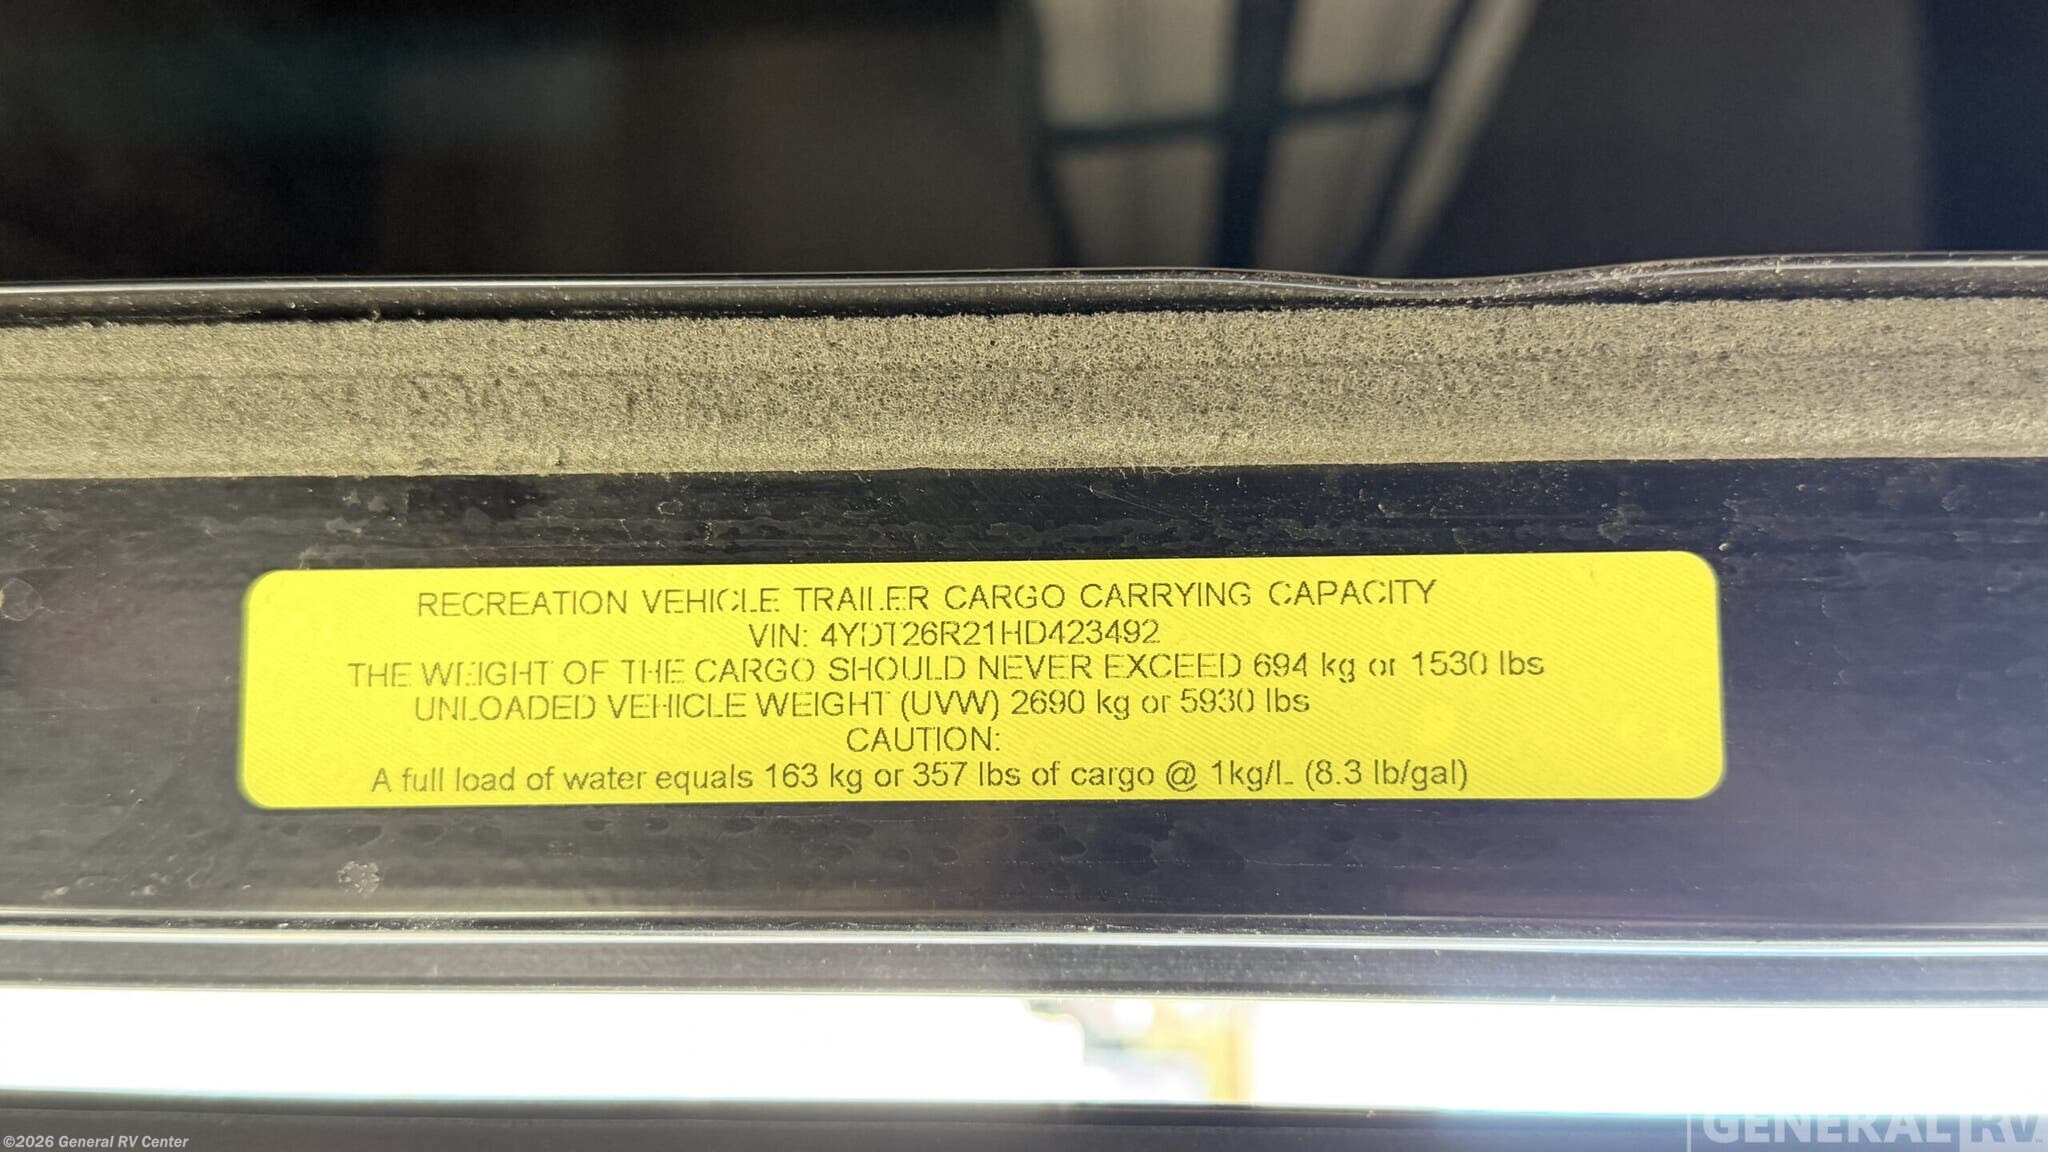 RECREATION VEHICLE TRAILER CARGO CARRYING CAPACITY
VIN: 4YDT26R21HD423492
THE WEIGHT OF THE CARGO SHOULD NEVER EXCEED 694 kg or 1530 lbs
UNLOADED VEHICLE WEIGHT (UVW) 2690 kg or 5930 lbs
CAUTION:
A full load of water equals 163 kg or 357 lbs of cargo @ 1kg/L (8.3 lb/gal)
©2026 General RV Center
GENERAL RV